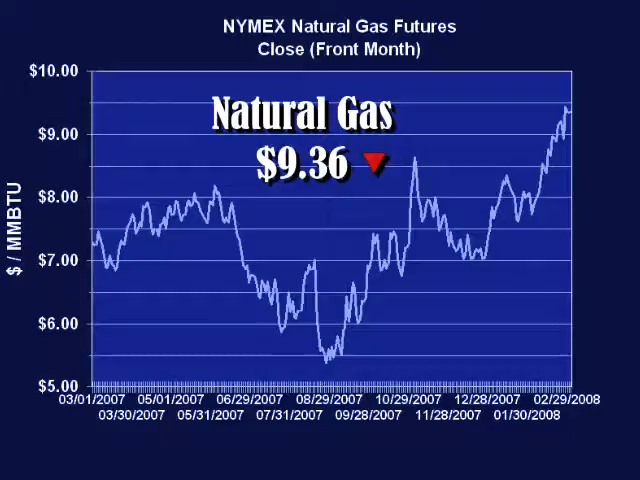 NYMEX Natural Gas Futures
Close (Front Month)
Natural Gas
$9.36
$ / MMBTU
$10.00
$9.00
$8.00
$7.00
$6.00
$5.00
03/01/2007 05/01/2007 06/29/2007 08/29/2007 10/29/2007 12/28/2007 02/29/2008
03/30/2007 05/31/2007 07/31/2007 09/28/2007 11/28/2007 01/30/2008